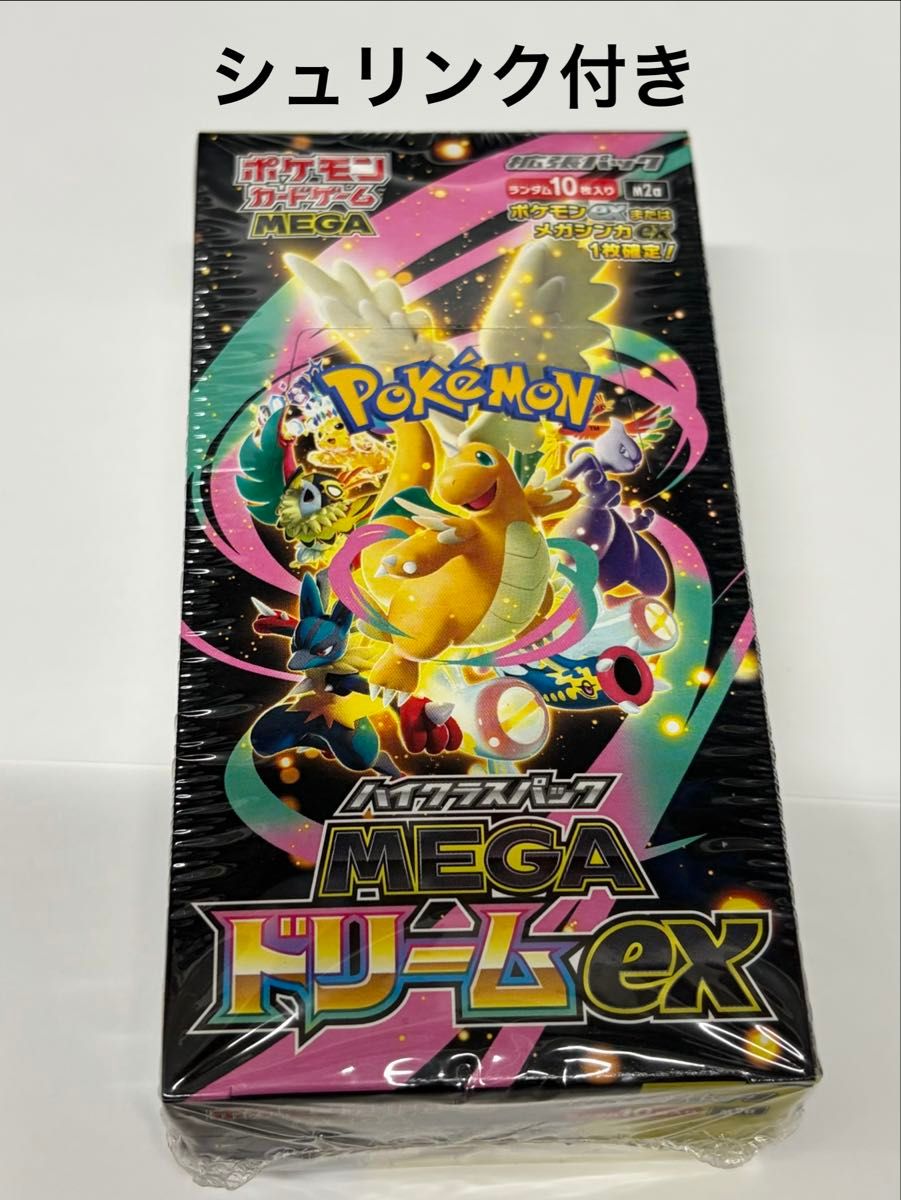 シュリンク付き
ポケモン
カードゲーム
MEGA
拡張パック
ランダム10枚入り M2a
ポケモンexまたは
メガシンカex
1枚確定!
POKéMON
TM
ハイクラスパック
MEGA
ドリームex